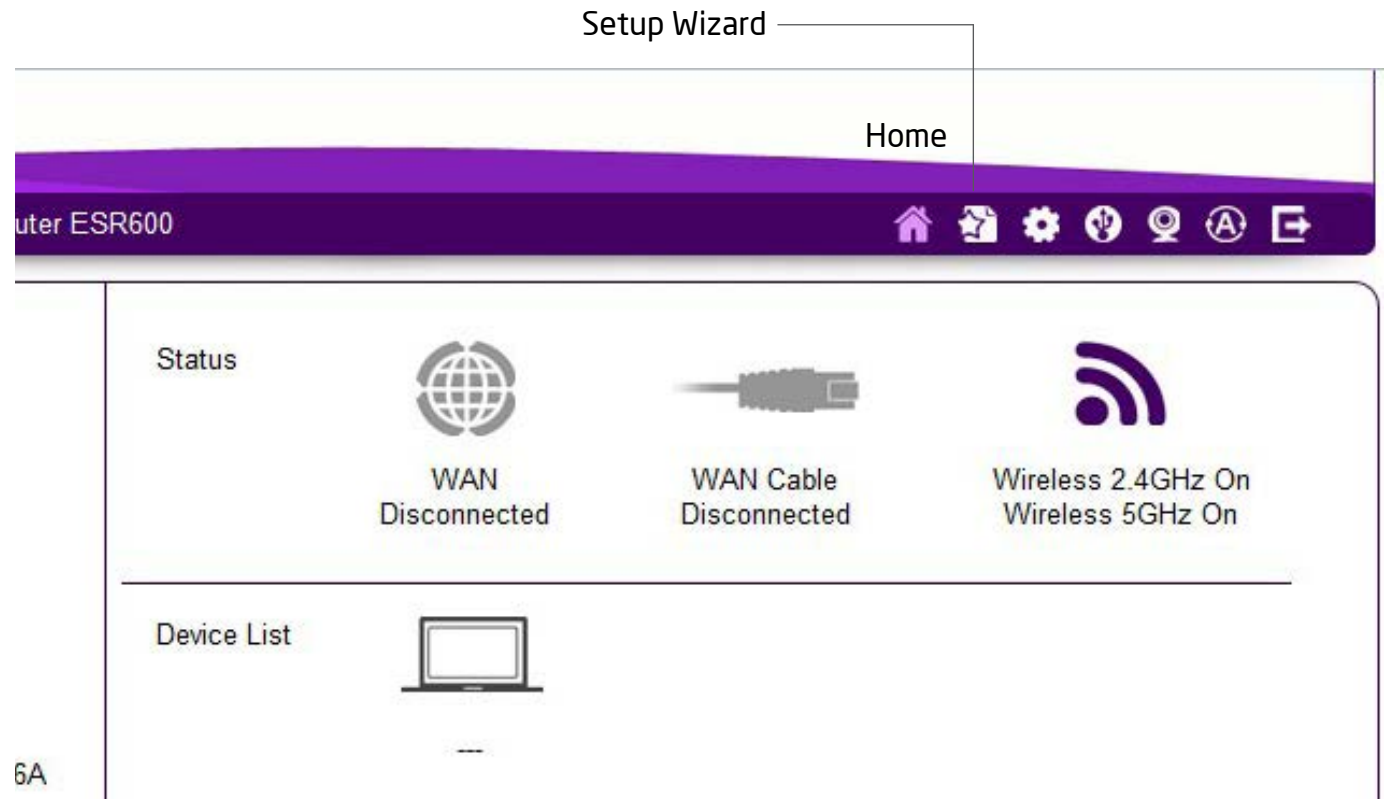 Setup Wizard
Home
uter ESR600
Status
WAN
Disconnected
WAN Cable
Disconnected
Wireless 2.4GHz On
Wireless 5GHz On
Device List
---
6A